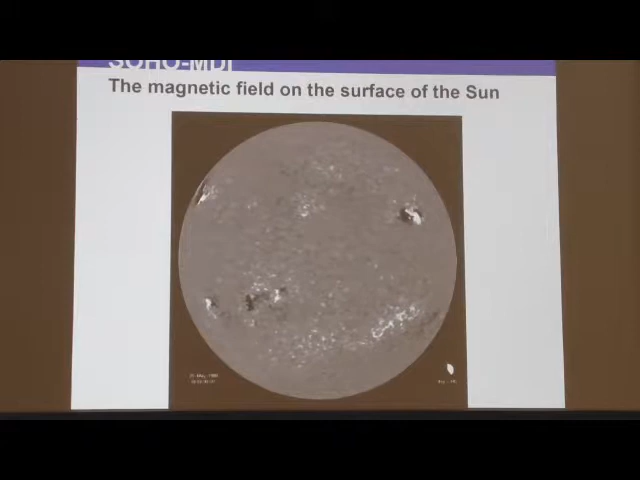 SOHO-MDI
The magnetic field on the surface of the Sun